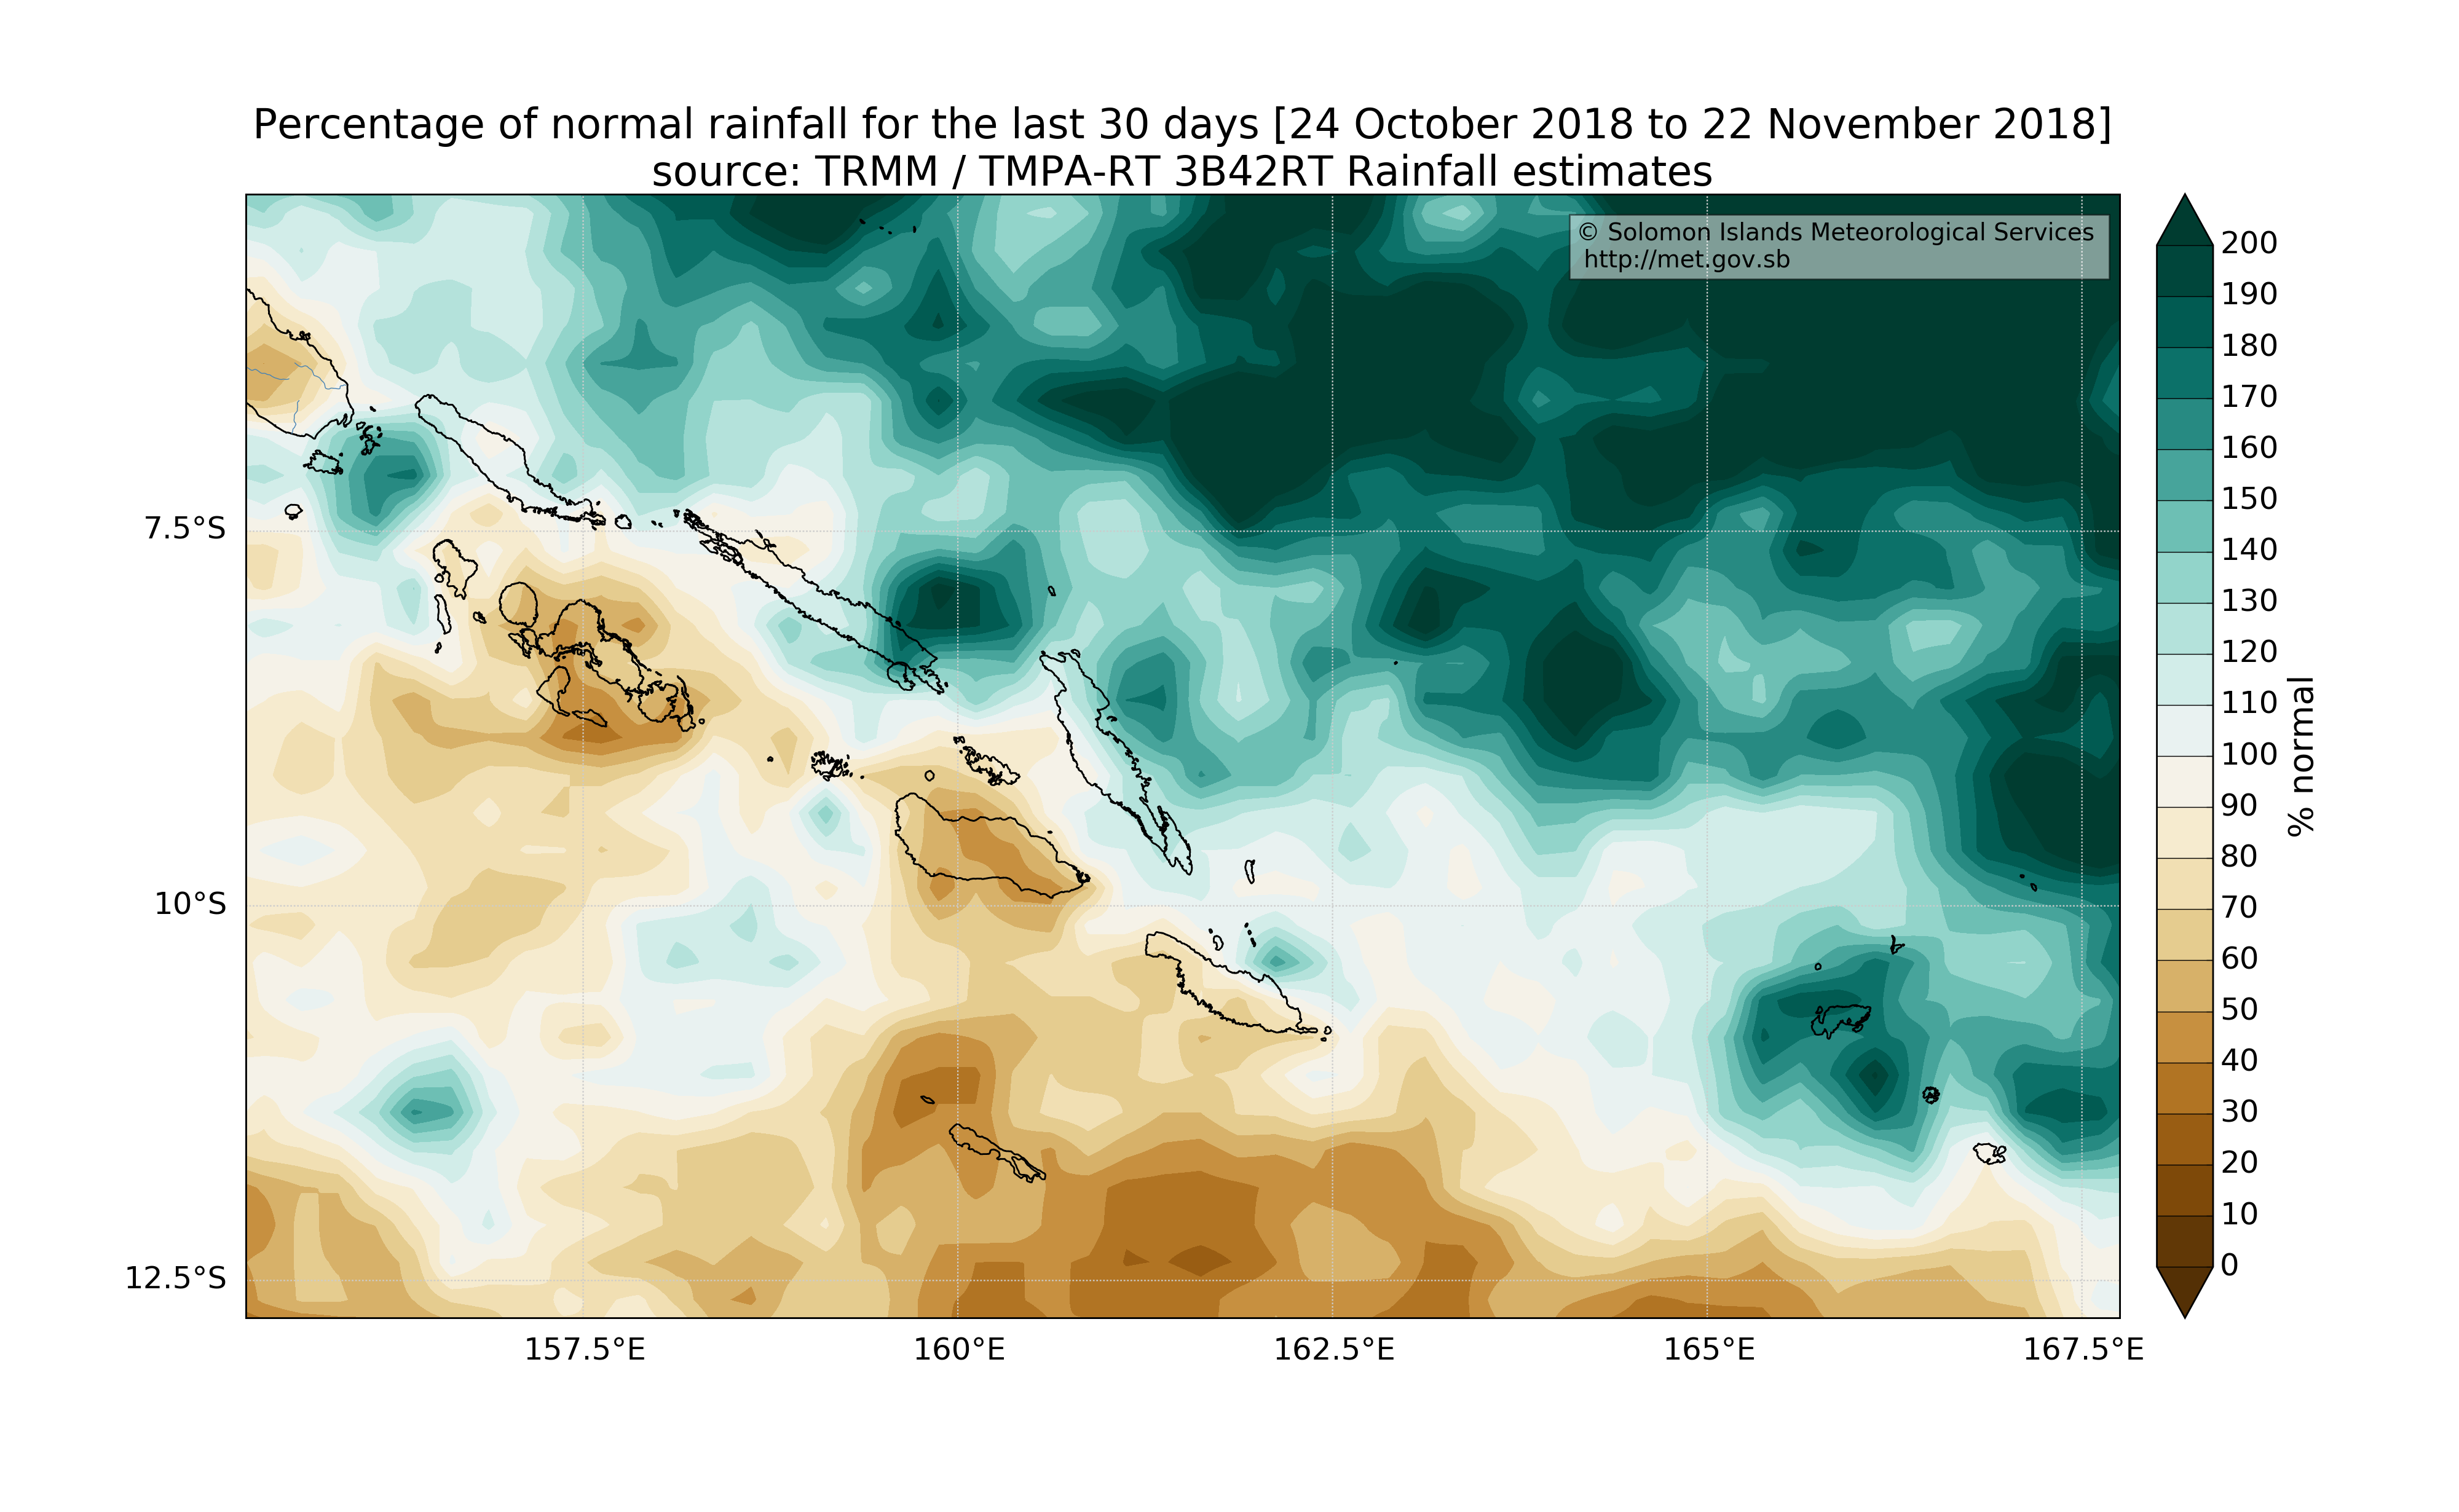 Percentage of normal rainfall for the last 30 days [24 October 2018 to 22 November 2018]
source: TRMM / TMPA-RT 3B42RT Rainfall estimates
© Solomon Islands Meteorological Services
http://met.gov.sb
7.5°S
10°S
12.5°S
157.5°E
160°E
162.5°E
165°E
167.5°E
200
190
180
170
160
150
140
130
120
110
100
90
80
70
60
50
40
30
20
10
0
% normal